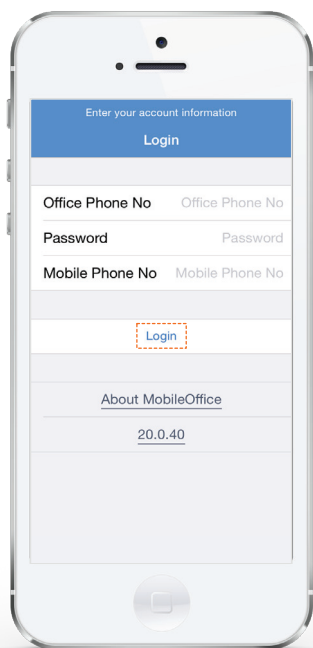 Enter your account information
Login
Office Phone No Office Phone No
Password Password
Mobile Phone No Mobile Phone No
Login
About MobileOffice
20.0.40